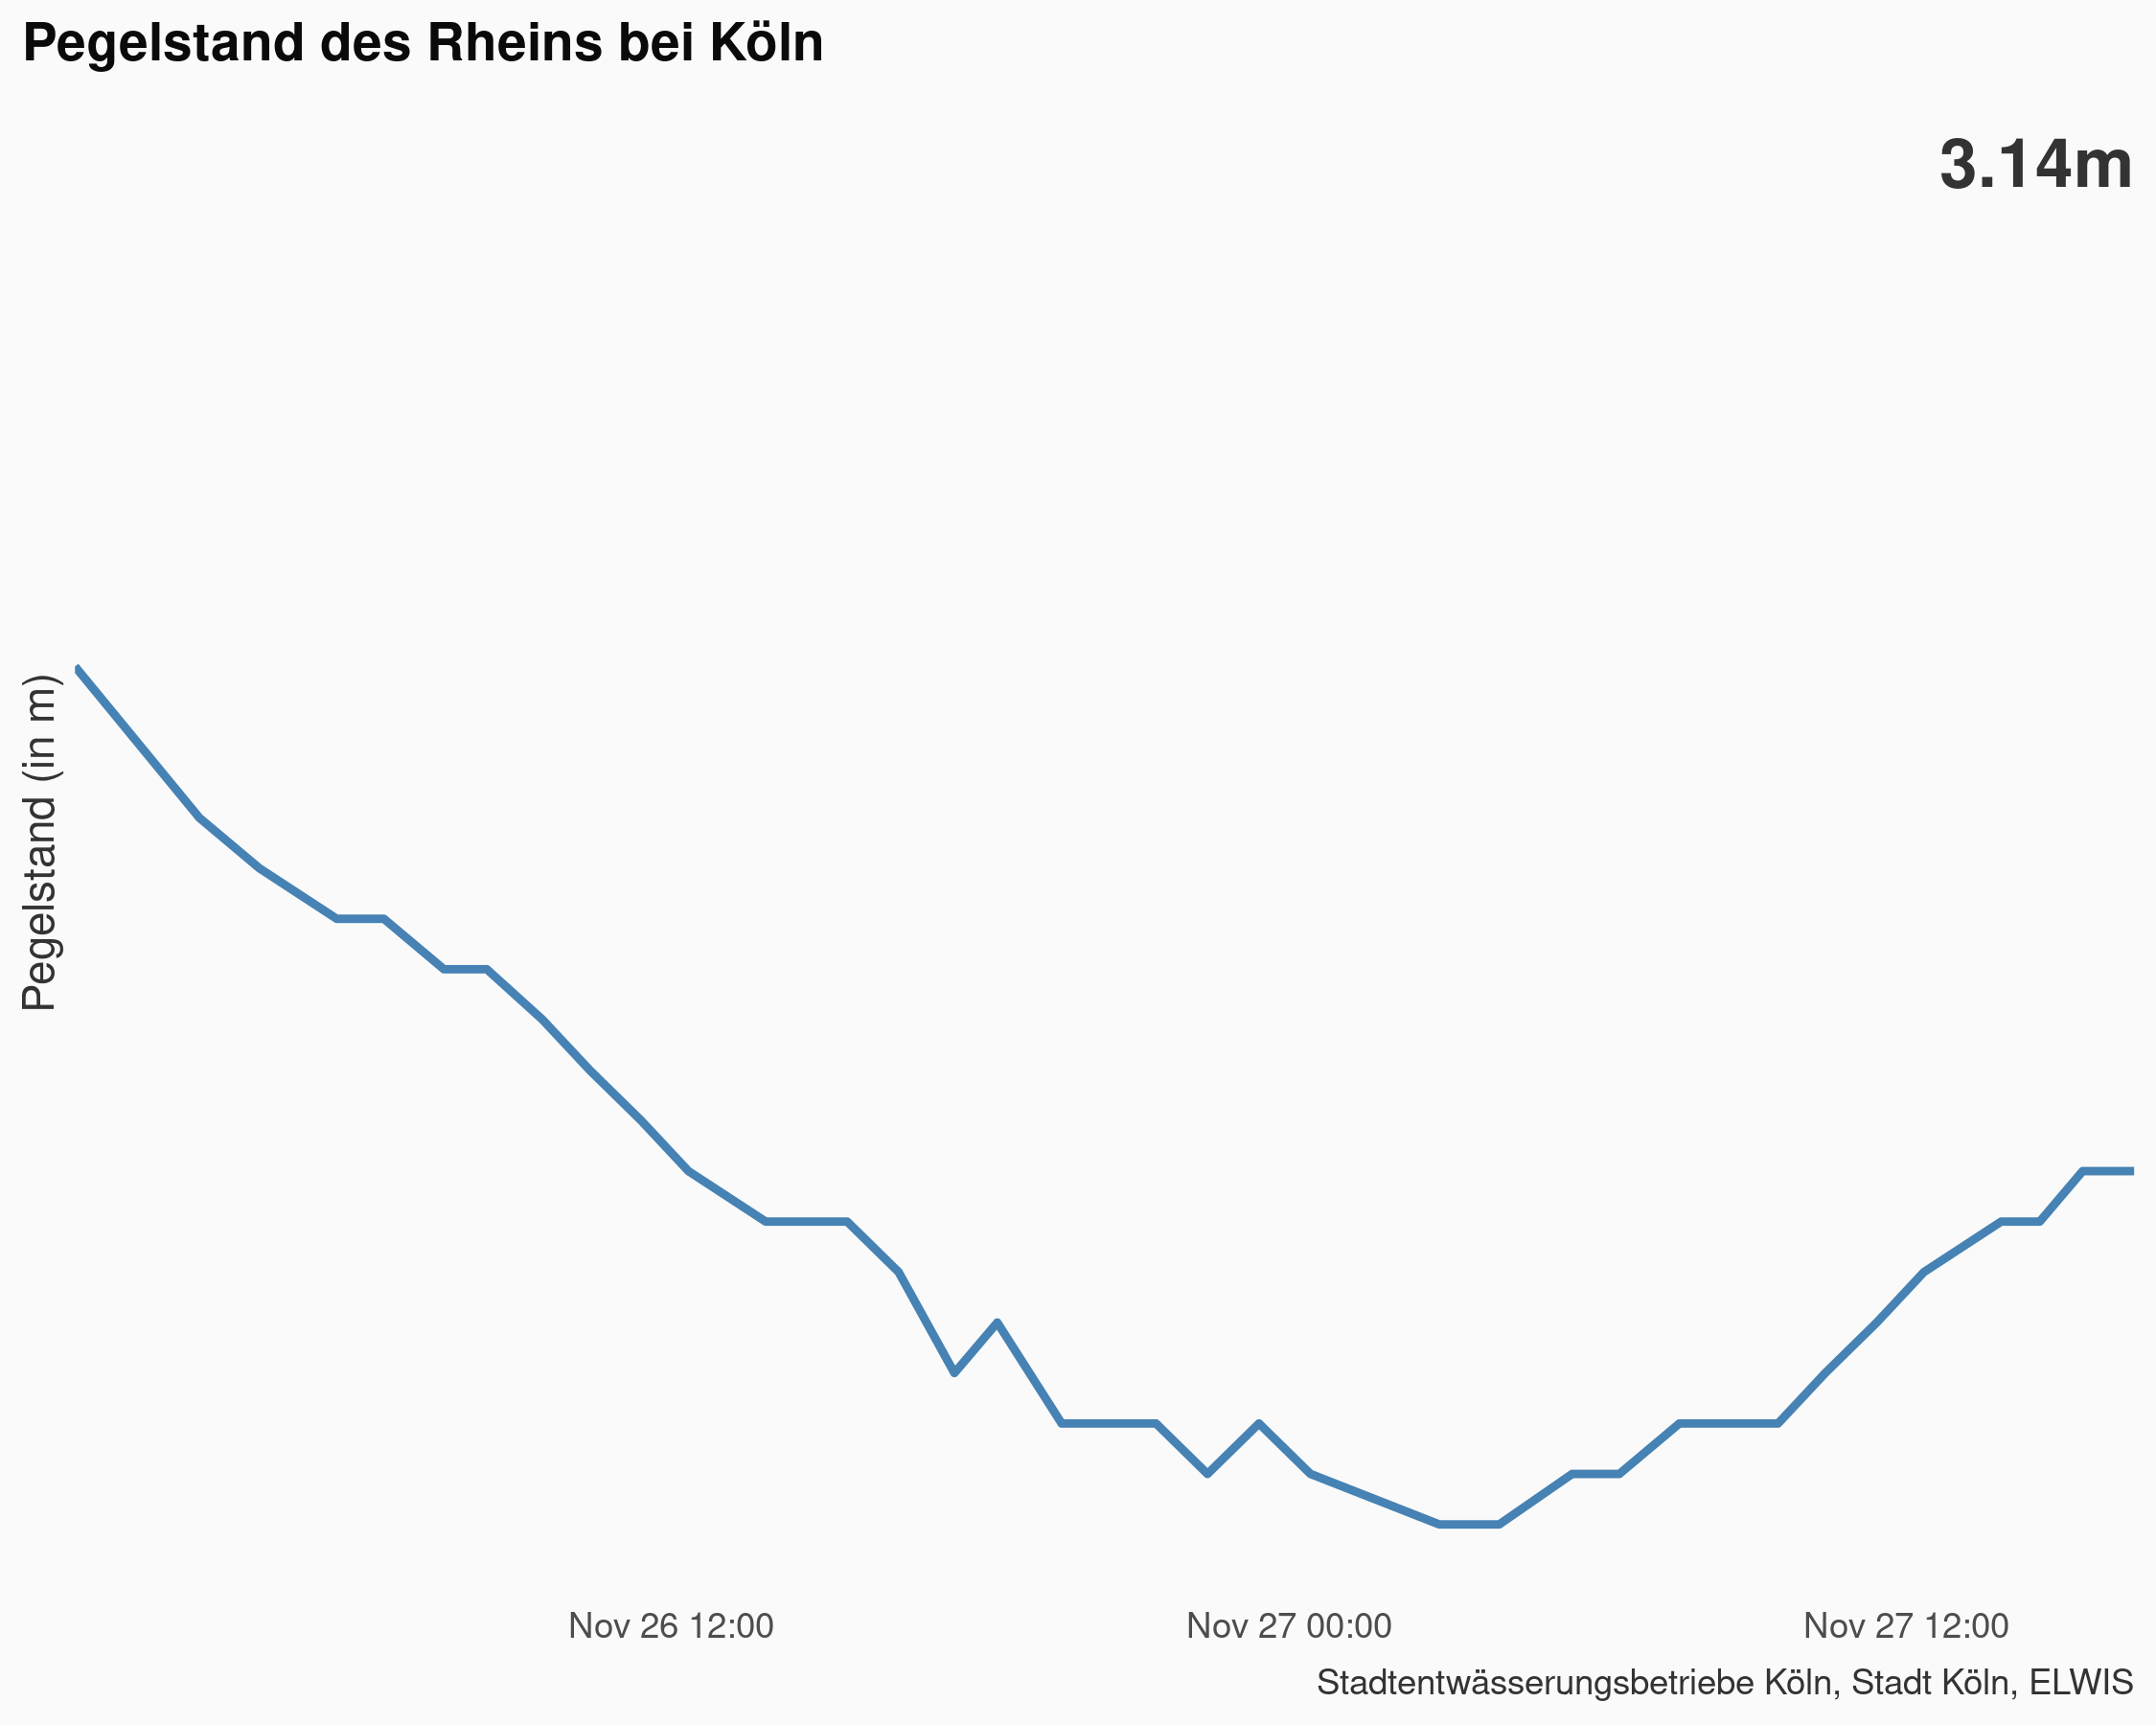 Pegelstand des Rheins bei Köln
3.14m
Pegelstand (in m)
Nov 26 12:00
Nov 27 00:00
Nov 27 12:00
Stadtentwässerungsbetriebe Köln, Stadt Köln, ELWIS